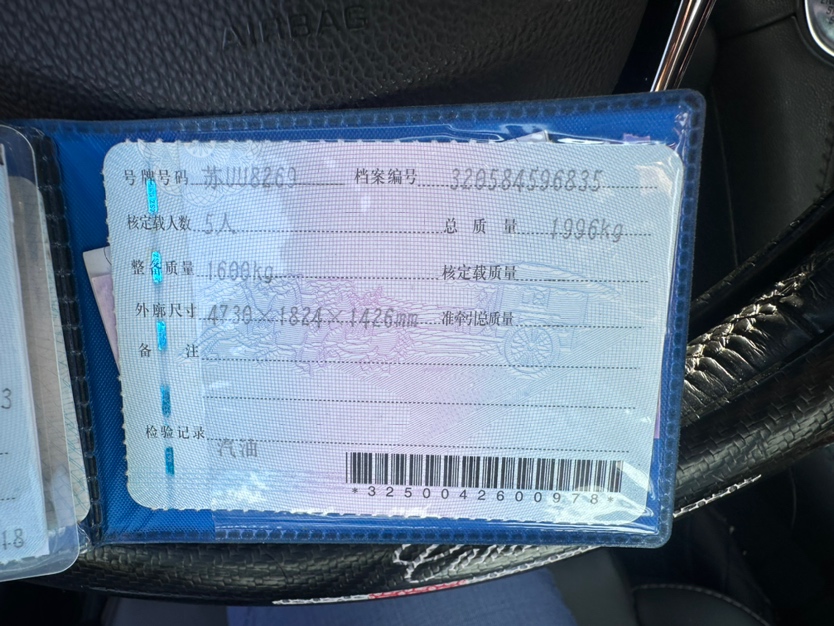 AIRBAG
号牌号码 苏UU8269 档案编号 320584596835
核定载人数 5人 总质量 1996kg
整备质量 1600kg 核定载质量
外廓尺寸 4730×1824×1426mm 准牵引总质量
备注
检验记录 汽油
*3250042600978*
3
48